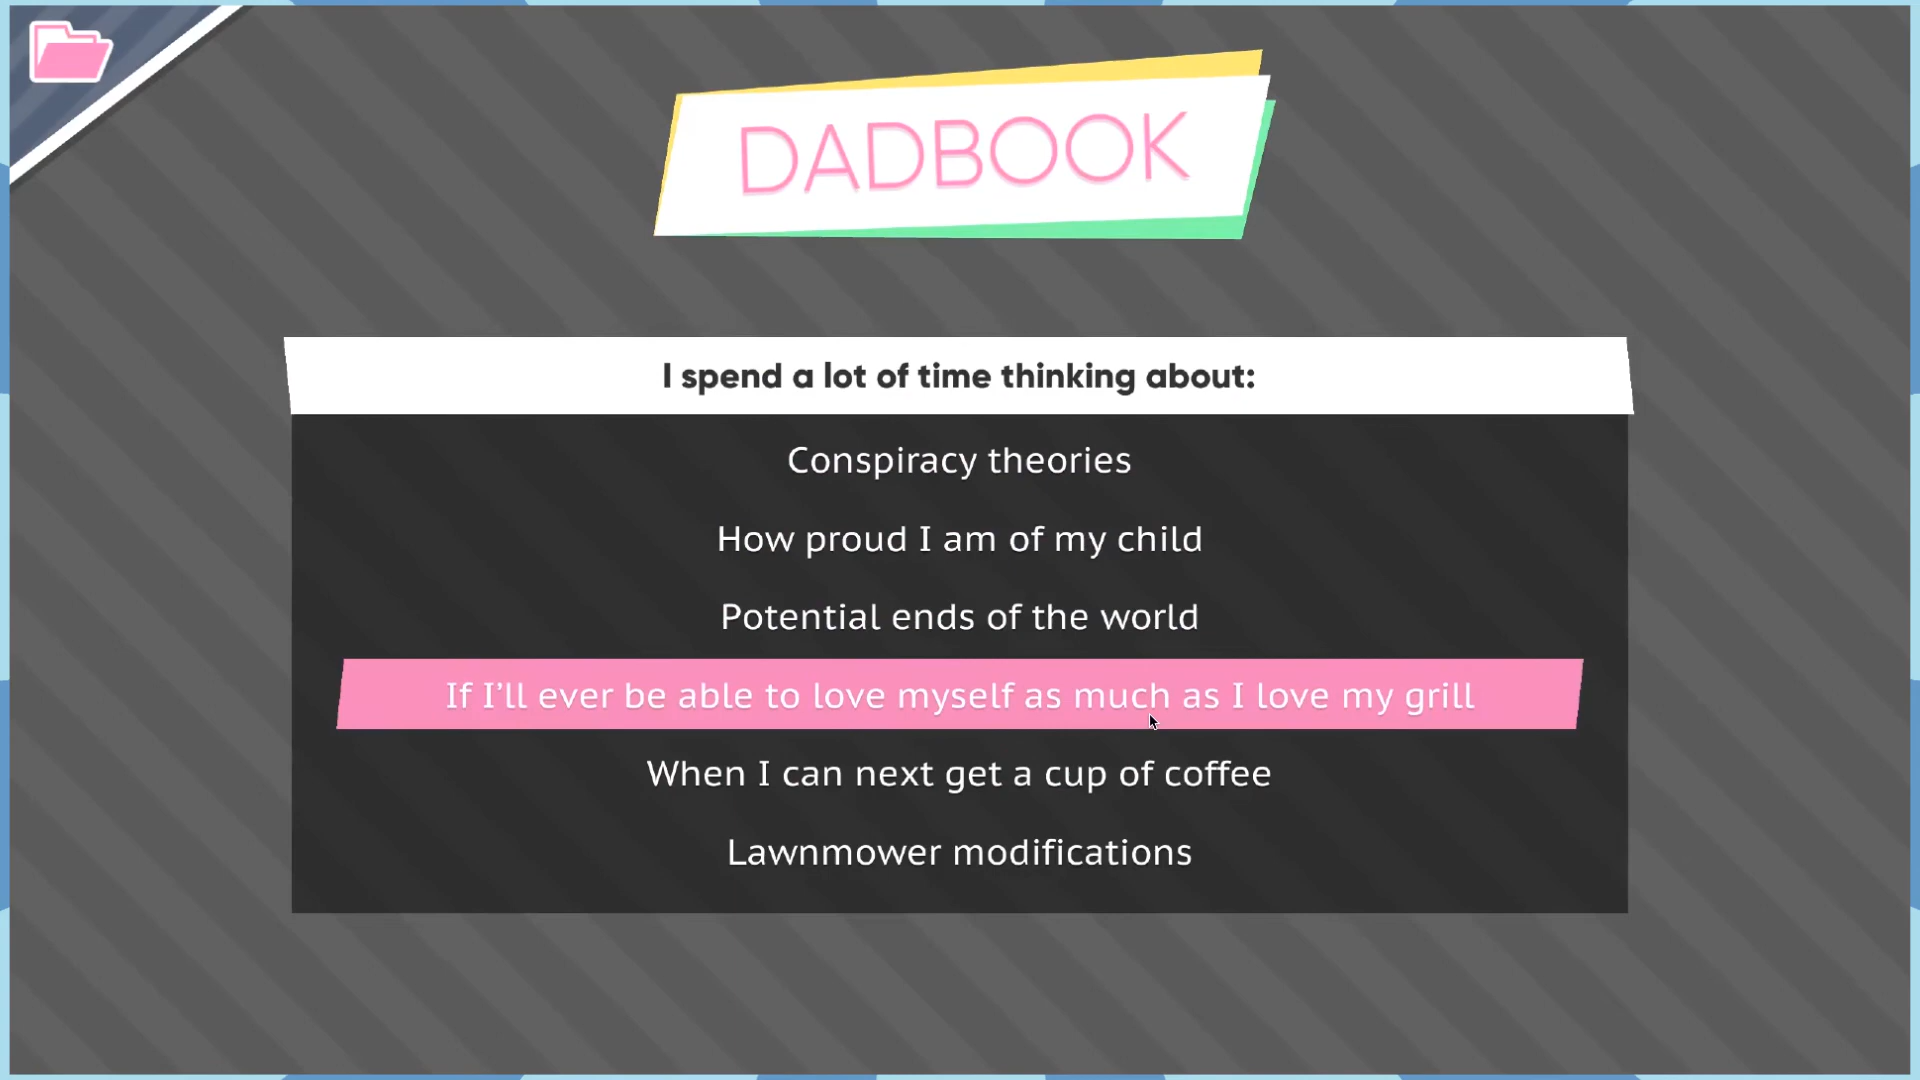 DADBOOK
I spend a lot of time thinking about:
Conspiracy theories
How proud I am of my child
Potential ends of the world
If I’ll ever be able to love myself as much as I love my grill
When I can next get a cup of coffee
Lawnmower modifications